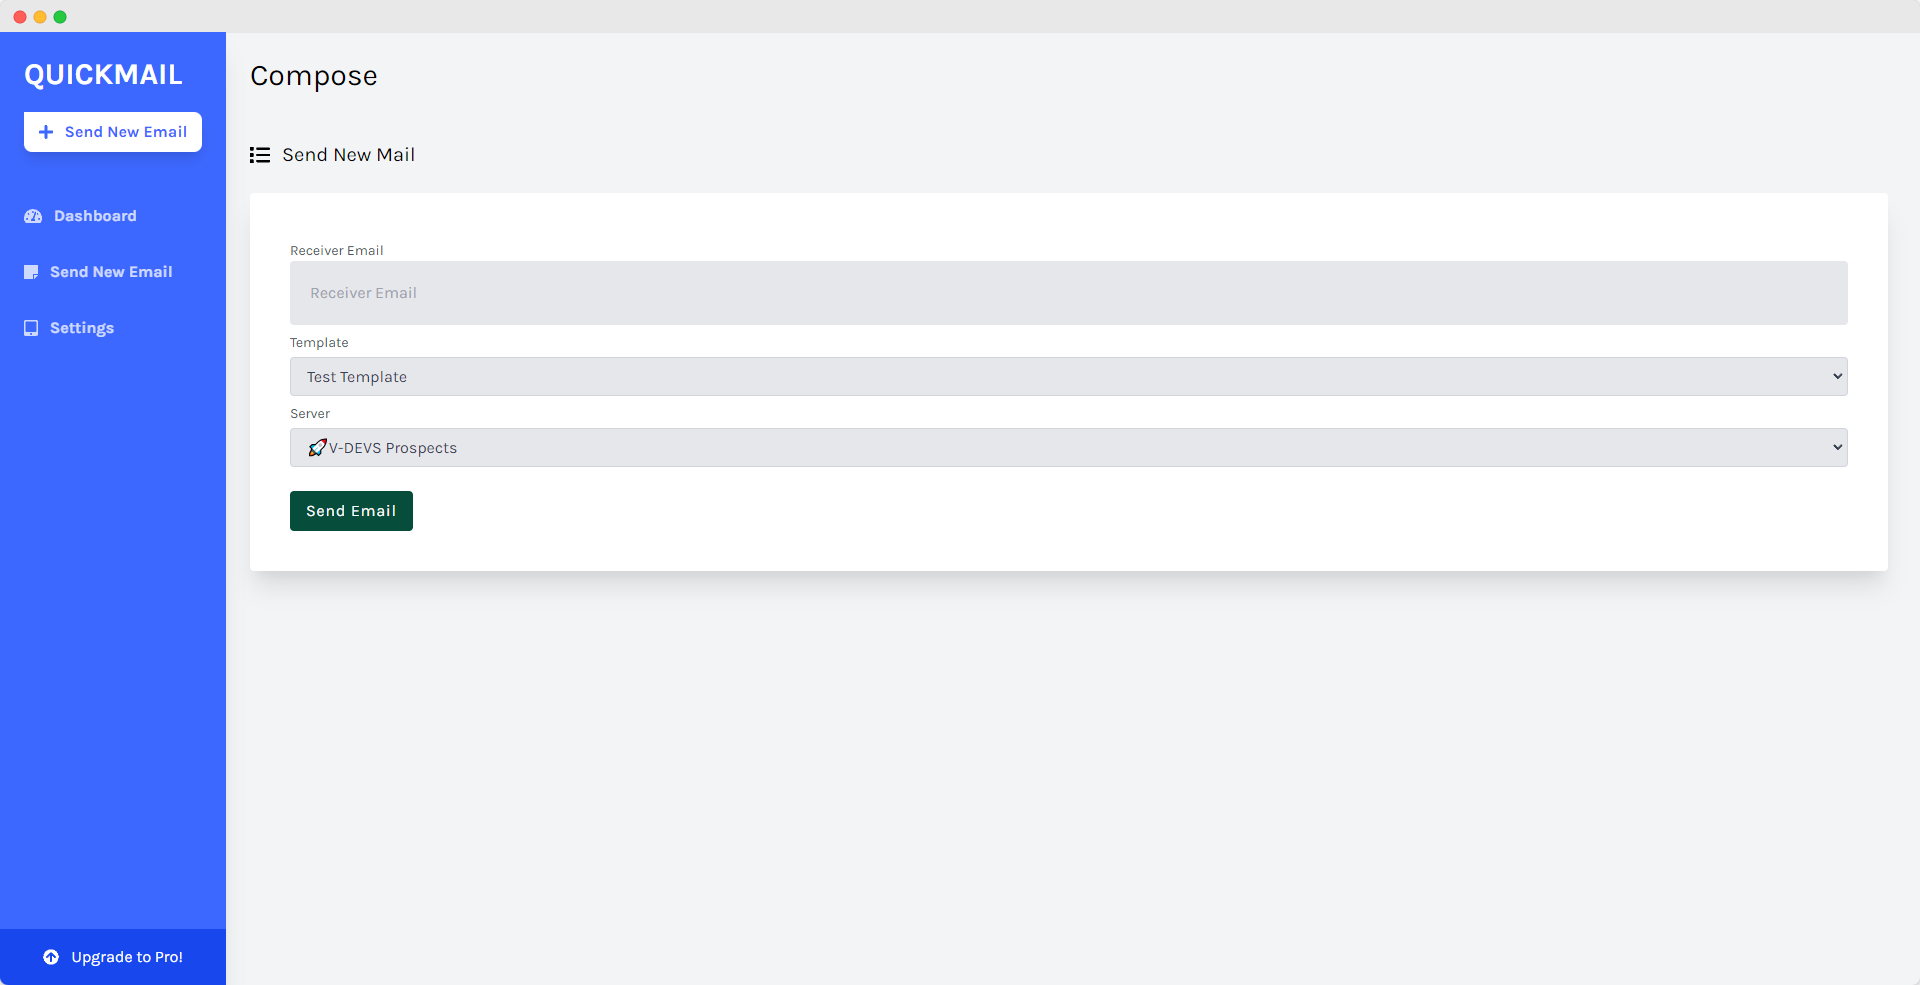 QUICKMAIL
Send New Email
Dashboard
Send New Email
Settings
Upgrade to Pro!
Compose
Send New Mail
Receiver Email
Receiver Email
Template
Test Template
Server
🚀V-DEVS Prospects
Send Email